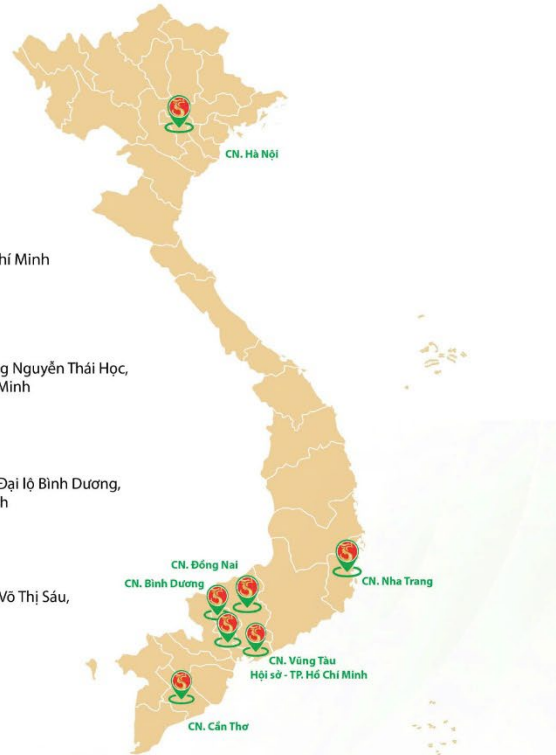 CN. Hà Nội
hí Minh
g Nguyễn Thái Học,
Minh
Đại lộ Bình Dương,
h
Võ Thị Sáu,
CN. Đồng Nai
CN. Bình Dương
CN. Nha Trang
CN. Vũng Tàu
Hội sở - TP. Hồ Chí Minh
CN. Cần Thơ